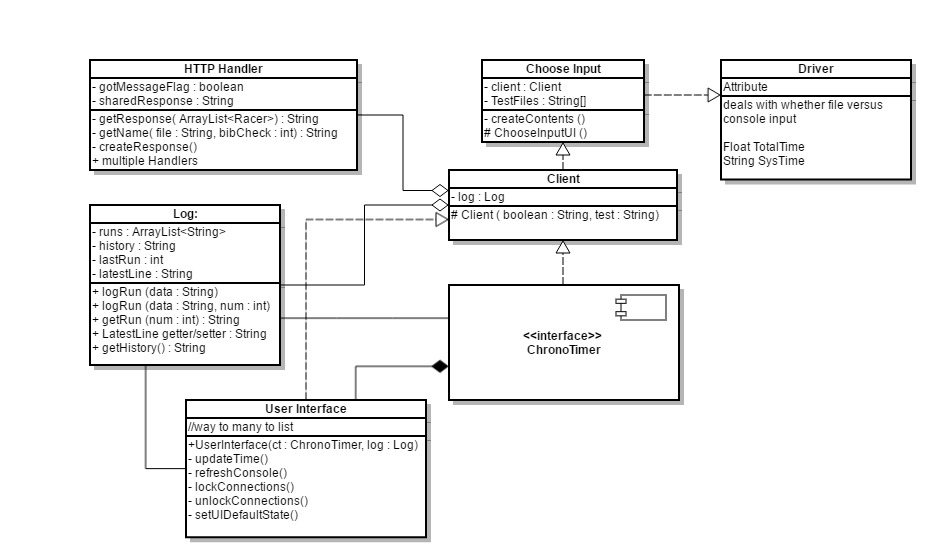 HTTP Handler
- gotMessageFlag : boolean
- sharedResponse : String
- getResponse( ArrayList<Racer>) : String
- getName( file : String, bibCheck : int) : String
- createResponse()
+ multiple Handlers
Choose Input
- client : Client
- TestFiles : String[]
- createContents ()
# ChooseInputUI ()
Driver
Attribute
deals with whether file versus
console input
Float TotalTime
String SysTime
Client
- log : Log
# Client ( boolean : String, test : String)
Log:
- runs : ArrayList<String>
- history : String
- lastRun : int
- latestLine : String
+ logRun (data : String)
+ logRun (data : String, num : int)
+ getRun (num : int) : String
+ LatestLine getter/setter : String
+ getHistory() : String
<<interface>>
ChronoTimer
User Interface
//way to many to list
+UserInterface(ct : ChronoTimer, log : Log)
- updateTime()
- refreshConsole()
- lockConnections()
- unlockConnections()
- setUIDefaultState()